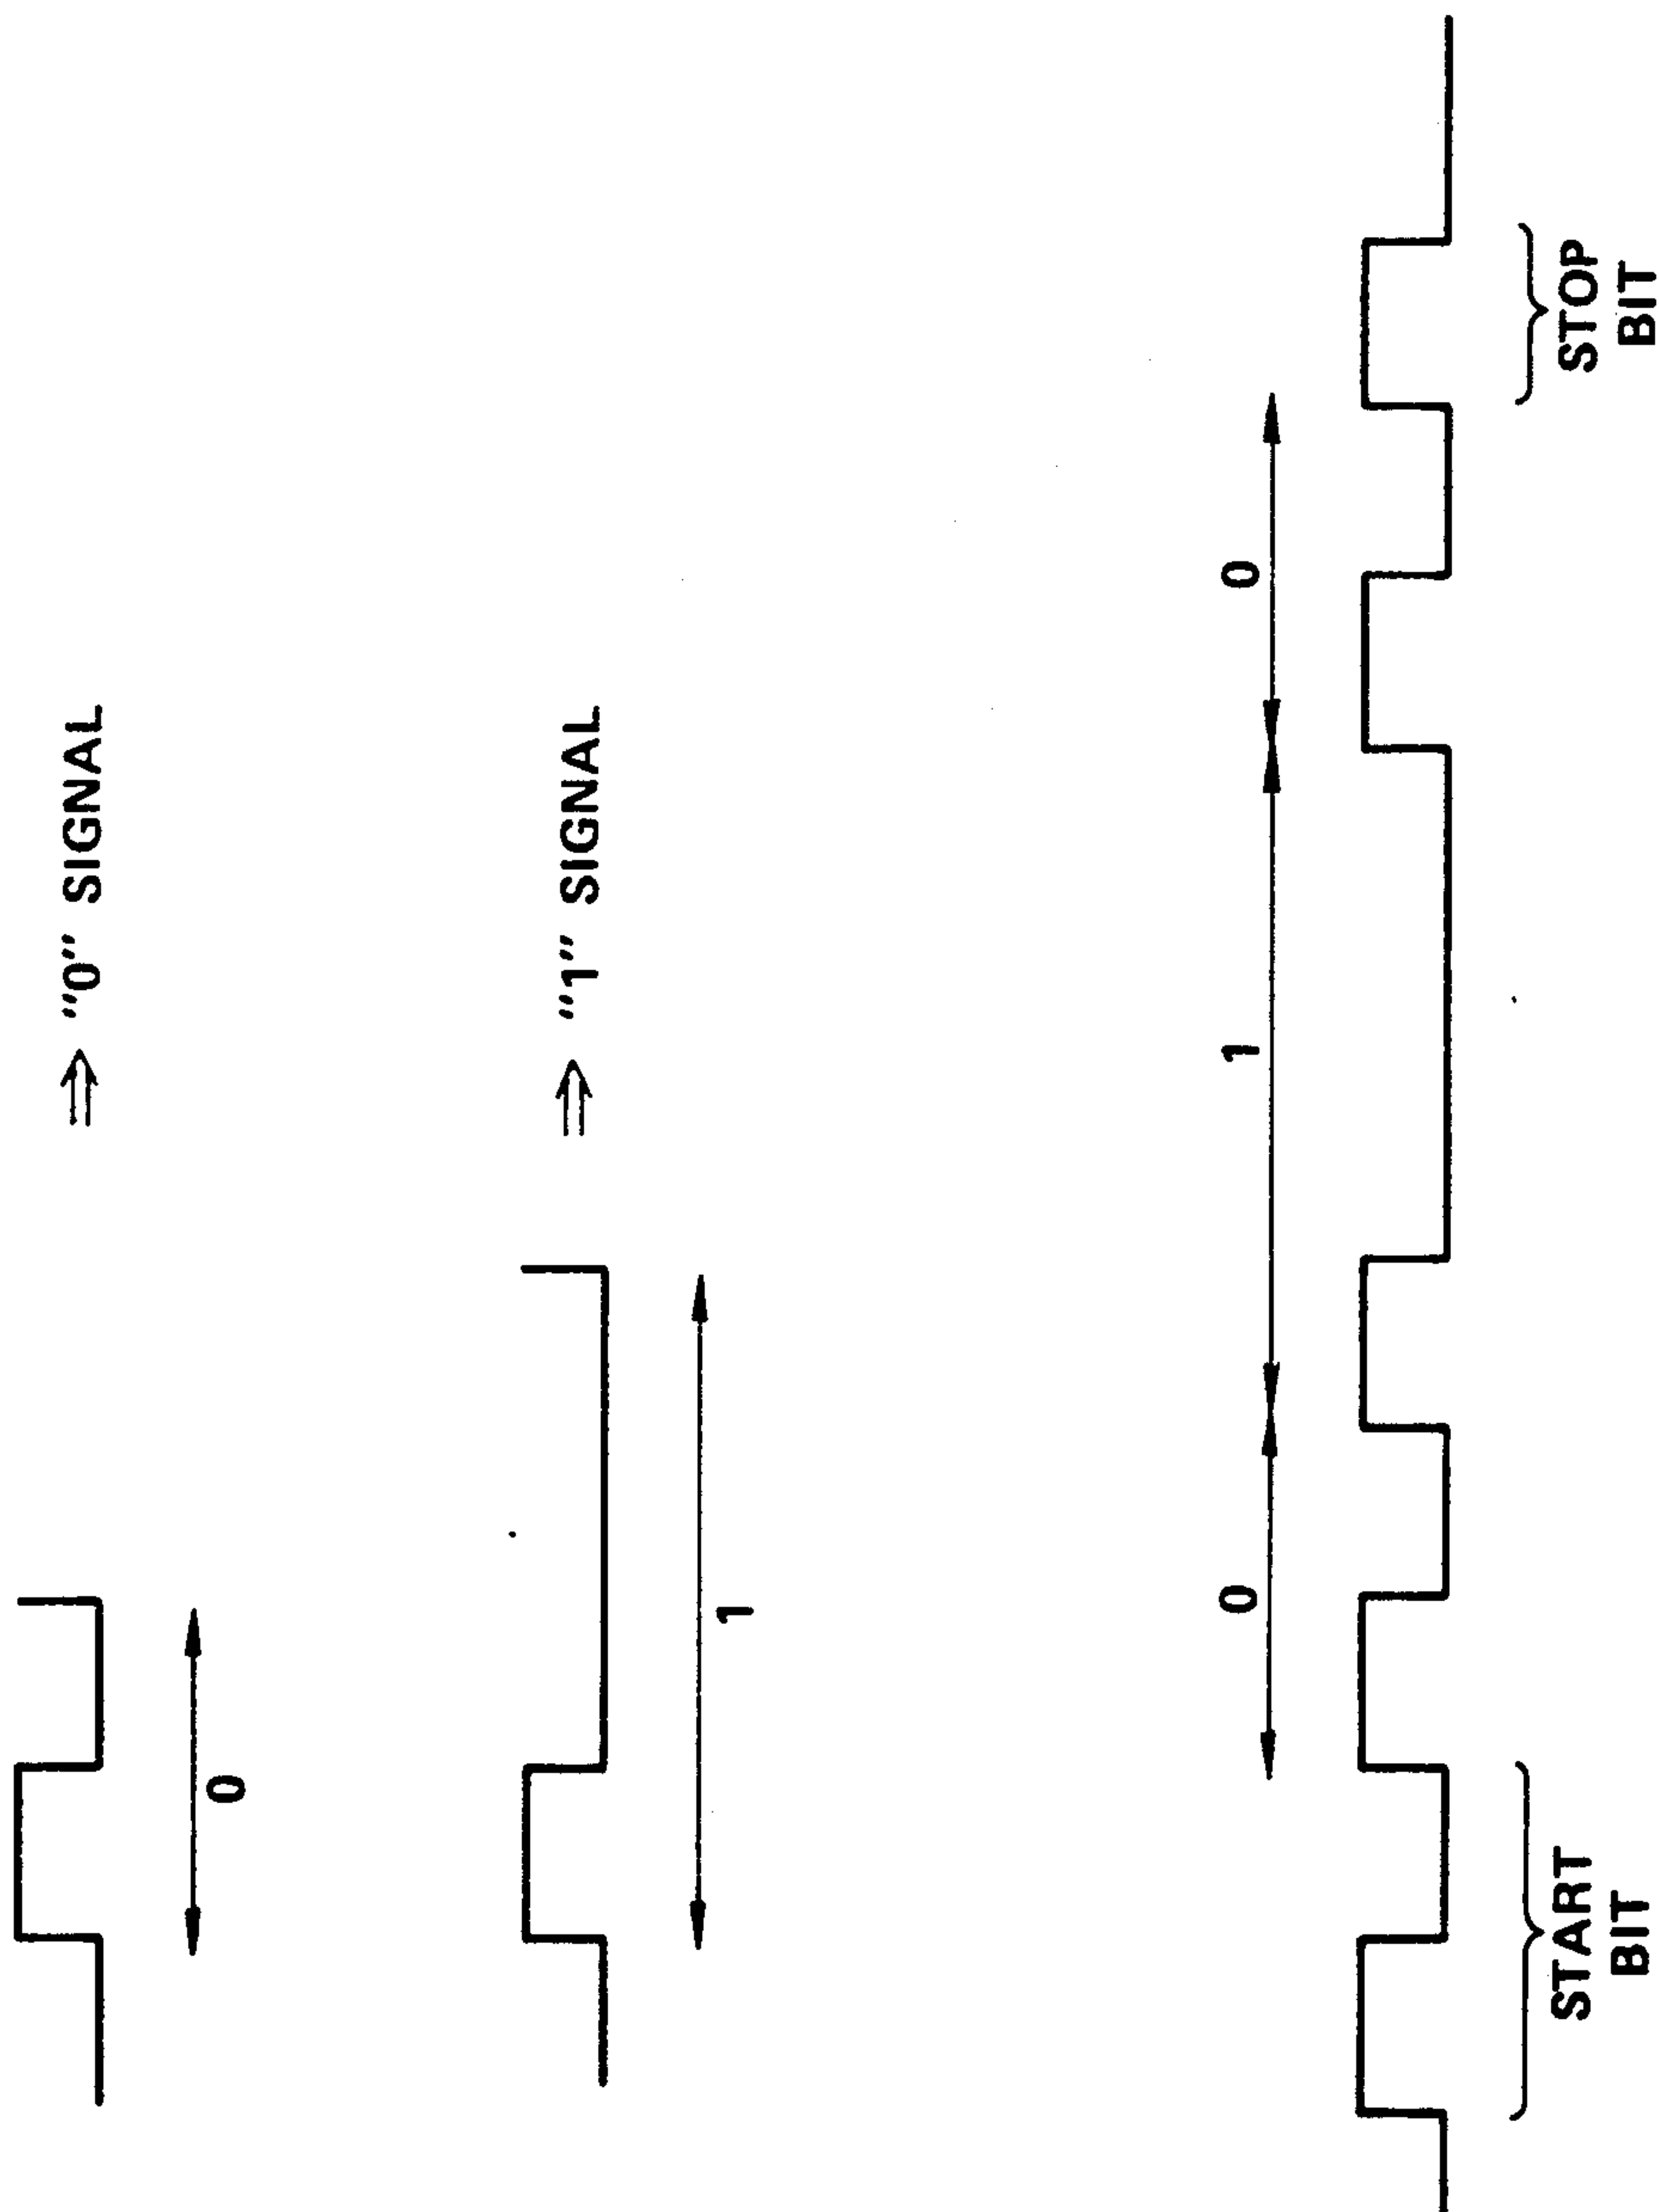 ⇒ "0" SIGNAL
0
⇒ "1" SIGNAL
1
0 1 0
START
BIT
STOP
BIT